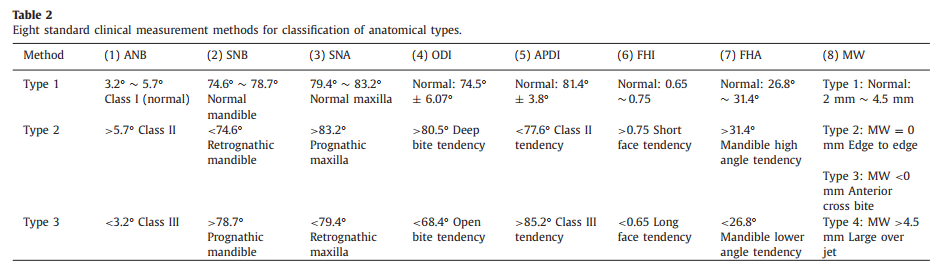 Table 2
Eight standard clinical measurement methods for classification of anatomical types.
Method (1) ANB (2) SNB (3) SNA (4) ODI (5) APDI (6) FHI (7) FHA (8) MW
Type 1 3.2° ~ 5.7° 74.6° ~ 78.7° 79.4° ~ 83.2° Normal: 74.5° Normal: 81.4° Normal: 0.65 Normal: 26.8° Type 1: Normal:
Class I (normal) Normal Normal maxilla ± 6.07° ± 3.8° ~0.75 ~ 31.4° 2 mm ~ 4.5 mm
mandible
Type 2 >5.7° Class II <74.6° >83.2° >80.5° Deep <77.6° Class II >0.75 Short >31.4° Type 2: MW = 0
Retrognathic Prognathic bite tendency tendency face tendency Mandible high mm Edge to edge
mandible maxilla angle tendency
Type 3: MW <0
mm Anterior
cross bite
Type 3 <3.2° Class III >78.7° <79.4° <68.4° Open >85.2° Class III <0.65 Long <26.8° Type 4: MW >4.5
Prognathic Retrognathic bite tendency tendency face tendency Mandible lower mm Large over
mandible maxilla angle tendency jet